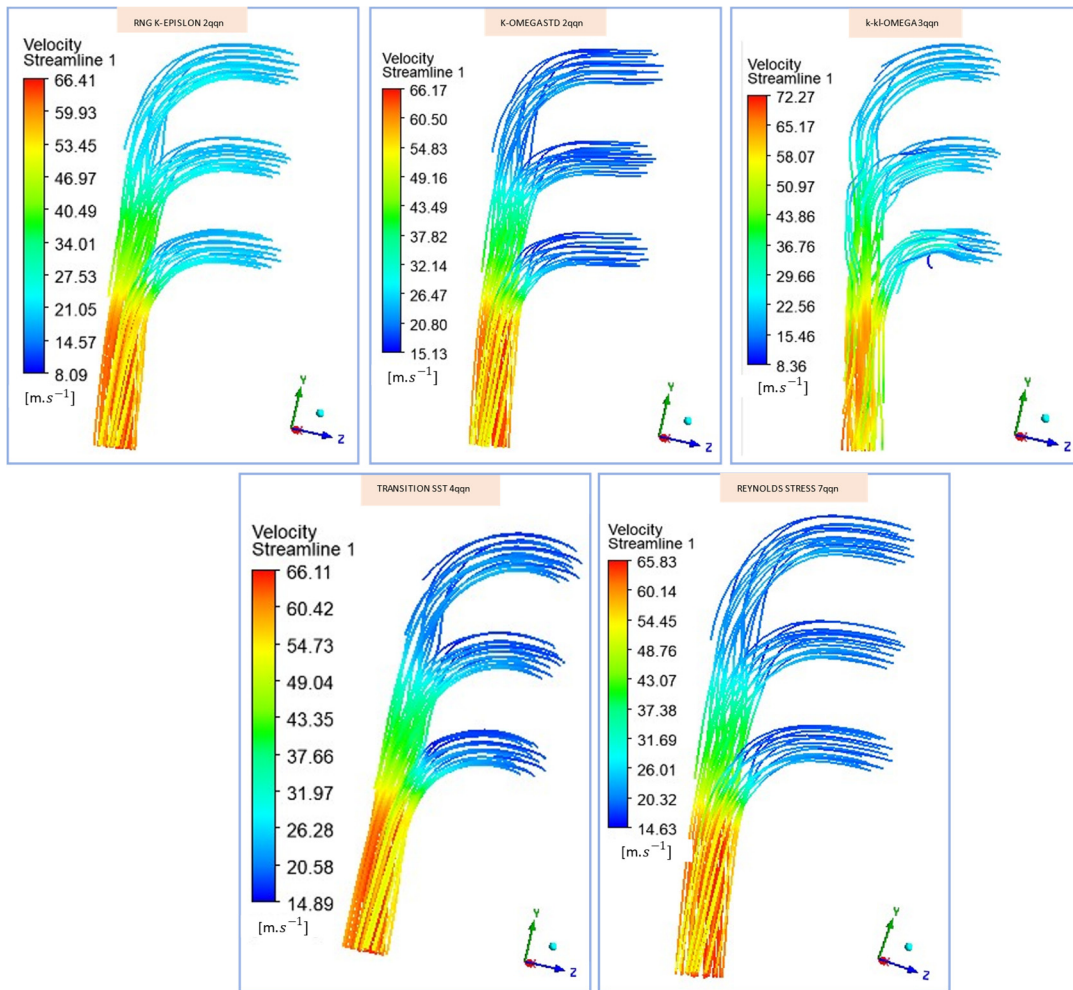 RNG K-EPISLON 2qqn
Velocity
Streamline 1
66.41
59.93
53.45
46.97
40.49
34.01
27.53
21.05
14.57
8.09
[m.s⁻¹]
Y
X
Z
K-OMEGASTD 2qqn
Velocity
Streamline 1
66.17
60.50
54.83
49.16
43.49
37.82
32.14
26.47
20.80
15.13
[m.s⁻¹]
Y
X
Z
k-kl-OMEGA3qqn
Velocity
Streamline 1
72.27
65.17
58.07
50.97
43.86
36.76
29.66
22.56
15.46
8.36
[m.s⁻¹]
Y
X
Z
TRANSITION SST 4qqn
Velocity
Streamline 1
66.11
60.42
54.73
49.04
43.35
37.66
31.97
26.28
20.58
14.89
[m.s⁻¹]
Y
X
Z
REYNOLDS STRESS 7qqn
Velocity
Streamline 1
65.83
60.14
54.45
48.76
43.07
37.38
31.69
26.01
20.32
14.63
[m.s⁻¹]
Y
X
Z